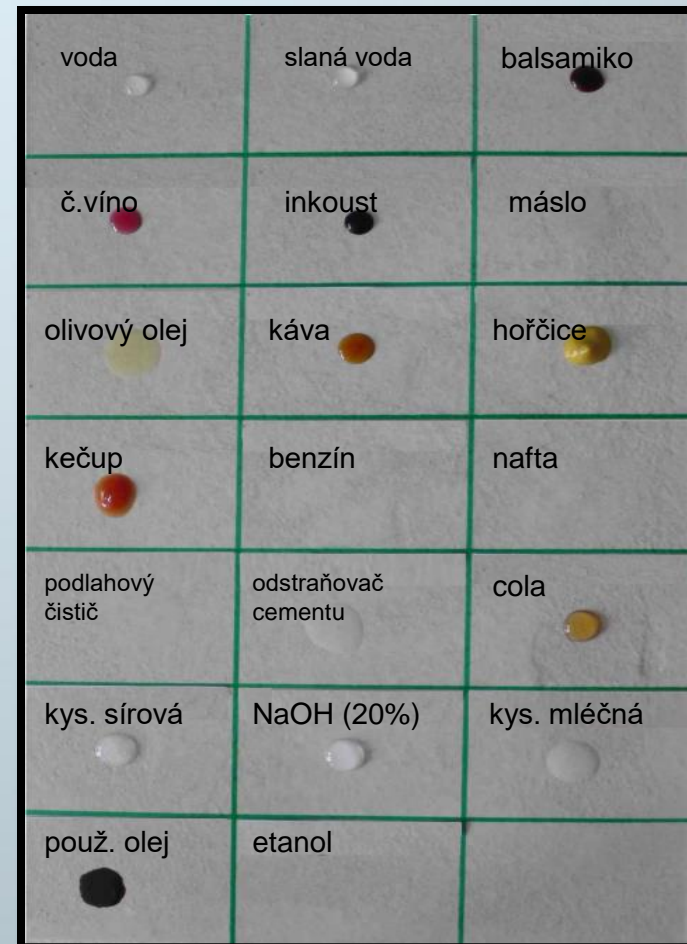 voda
slaná voda
balsamiko
č.víno
inkoust
máslo
olivový olej
káva
hořčice
kečup
benzín
nafta
podlahový
čistič
odstraňovač
cementu
cola
kys. sírová
NaOH (20%)
kys. mléčná
použ. olej
etanol